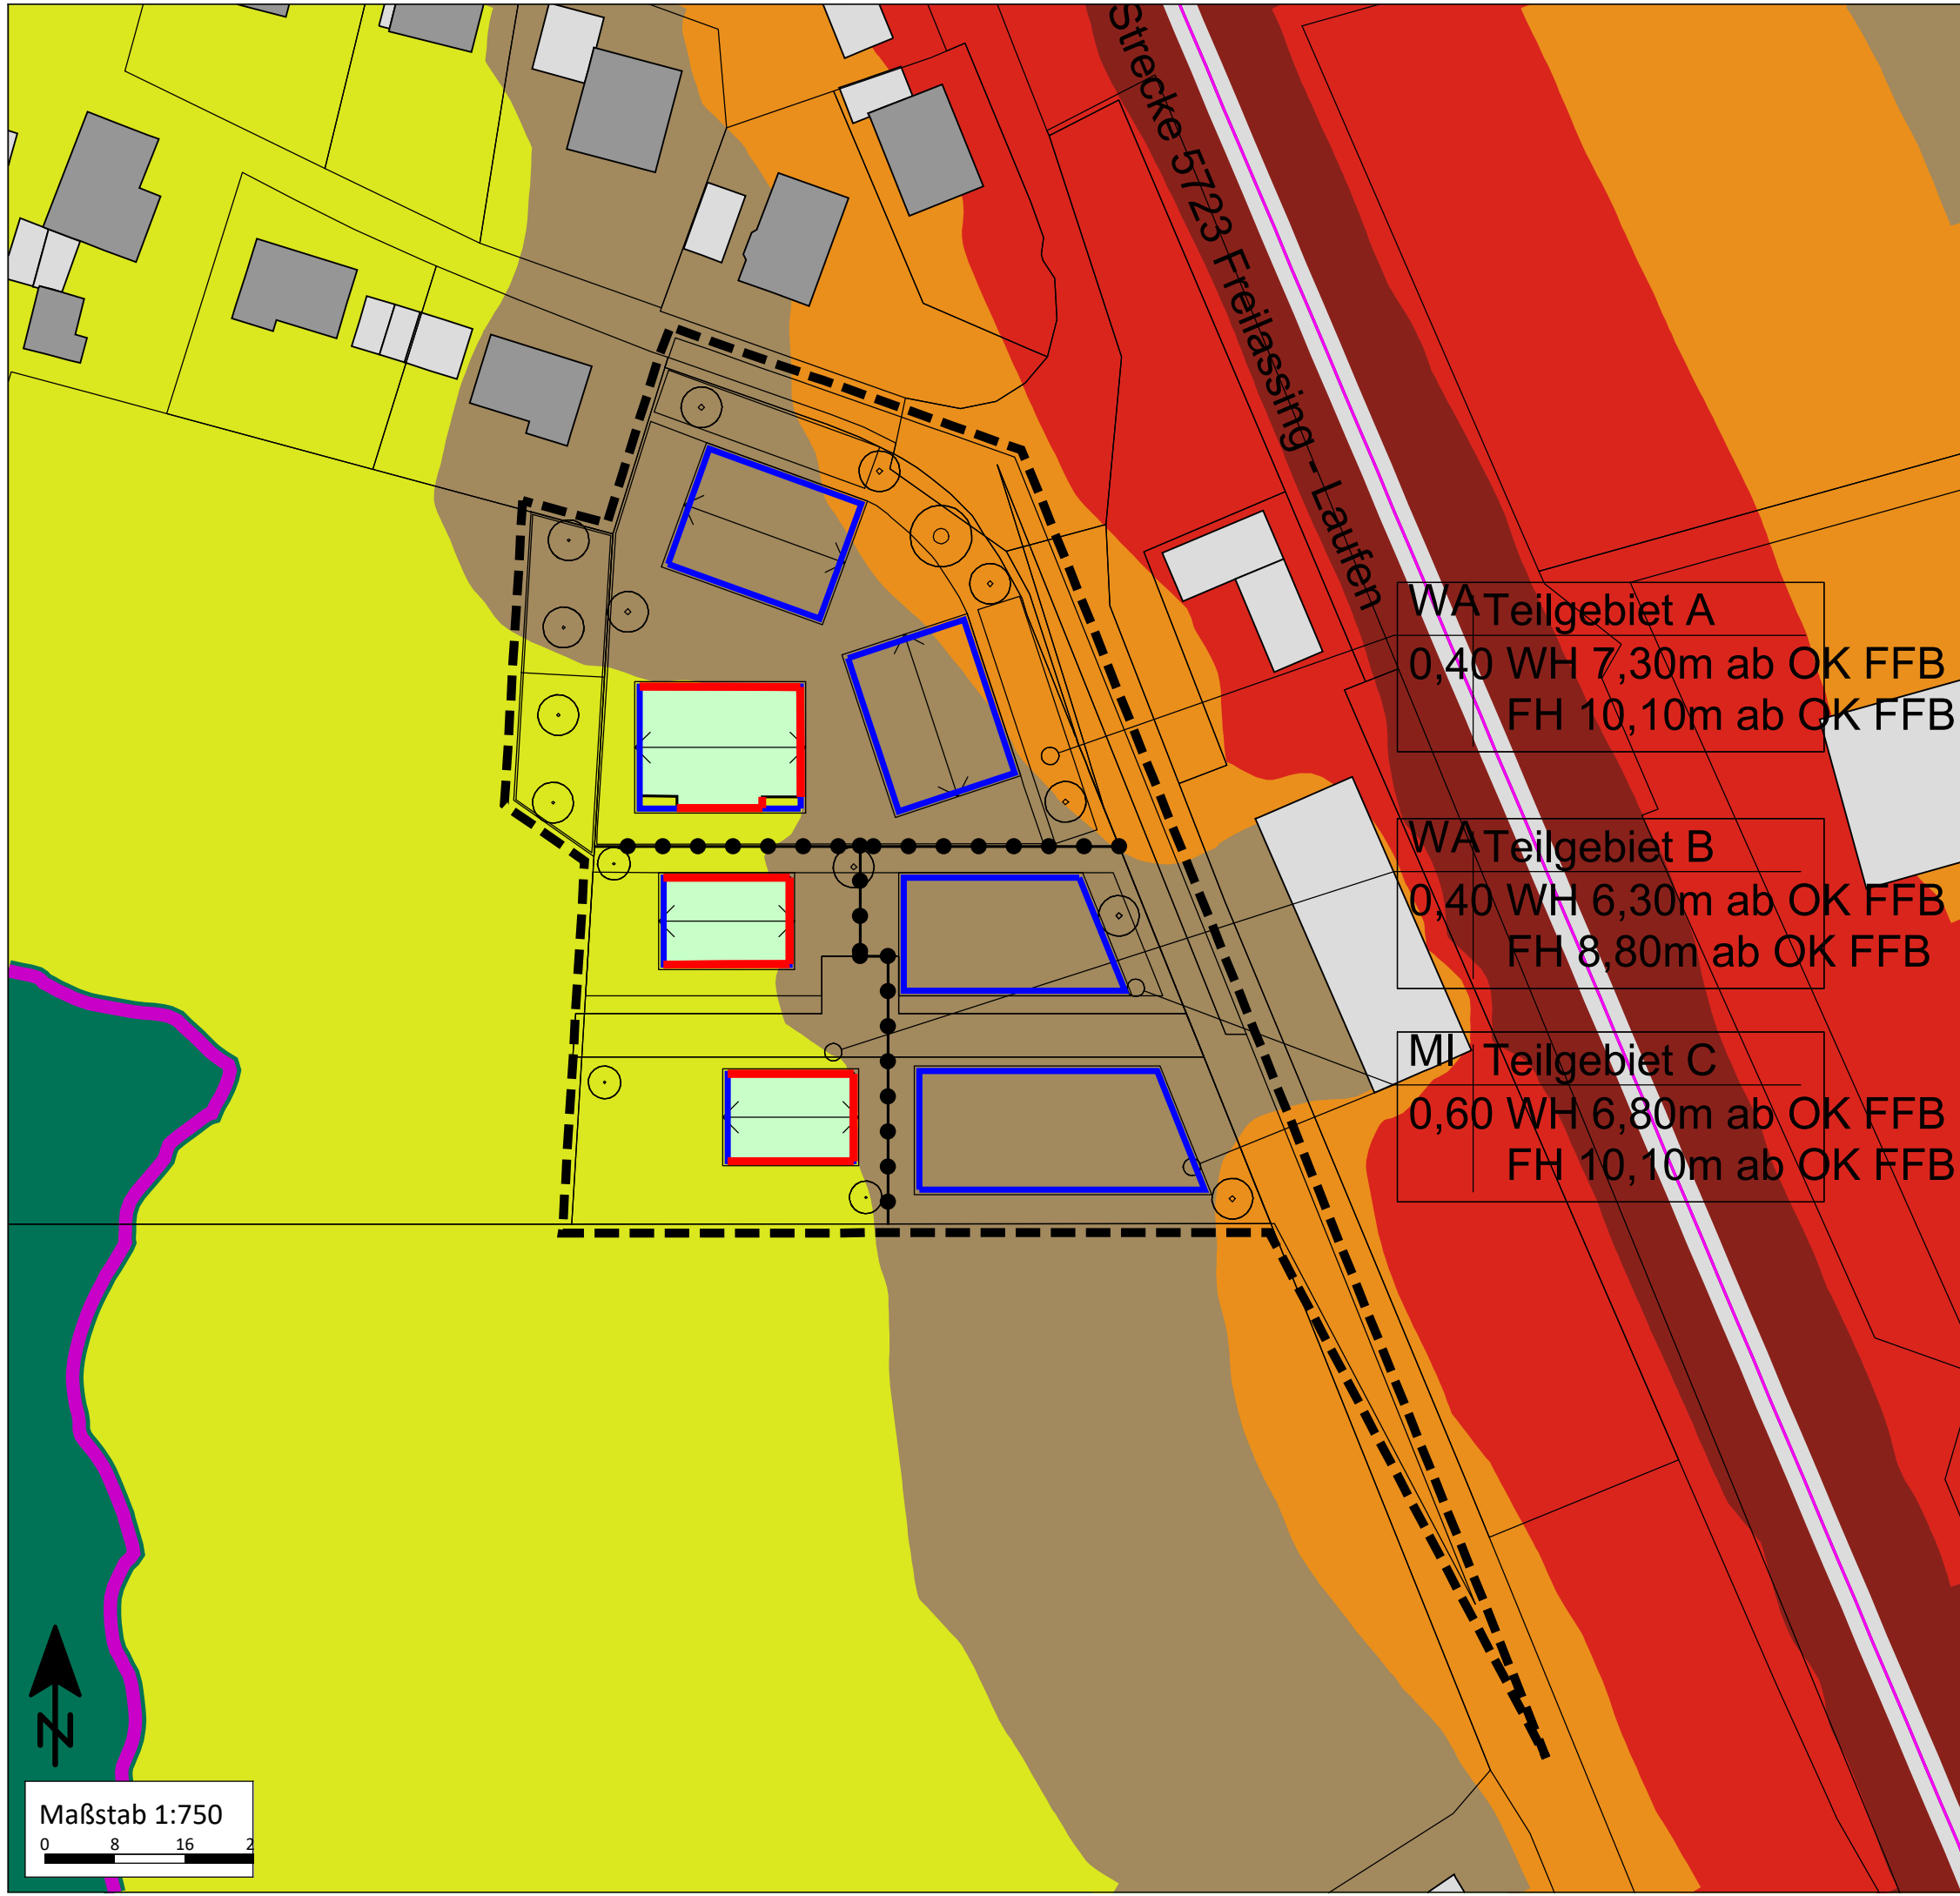 Strecke 5723 Freilassing - Laufen
WA Teilgebiet A
0,40 WH 7,30m ab OK FFB
FH 10,10m ab OK FFB
WA Teilgebiet B
0,40 WH 6,30m ab OK FFB
FH 8,80m ab OK FFB
MI Teilgebiet C
0,60 WH 6,80m ab OK FFB
FH 10,10m ab OK FFB
N
Maßstab 1:750
0 8 16 2